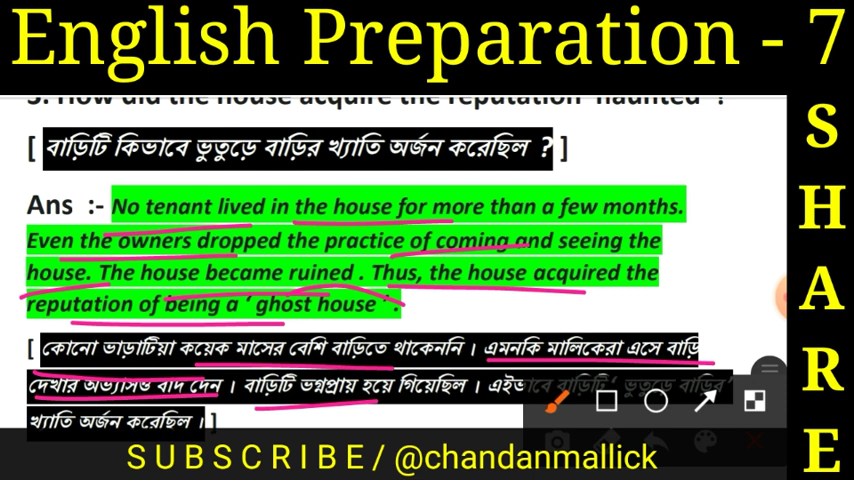 English Preparation - 7
3. How did the house acquire the reputation 'haunted' ?
[ বাড়িটি কিভাবে ভুতুড়ে বাড়ির খ্যাতি অর্জন করেছিল ? ]
Ans :- No tenant lived in the house for more than a few months.
Even the owners dropped the practice of coming and seeing the
house. The house became ruined . Thus, the house acquired the
reputation of being a ‘ ghost house ’ .
[ কোনো ভাড়াটিয়া কয়েক মাসের বেশি বাড়িতে থাকেননি । এমনকি মালিকেরা এসে বাড়ি
দেখার অভ্যাসও বাদ দেন । বাড়িটি ভগ্নপ্রায় হয়ে গিয়েছিল । এইভাবে বাড়িটি ‘ ভুতুড়ে বাড়ির ’
খ্যাতি অর্জন করেছিল । ]
SUBSCRIBE/ @chandanmallick
SHARE